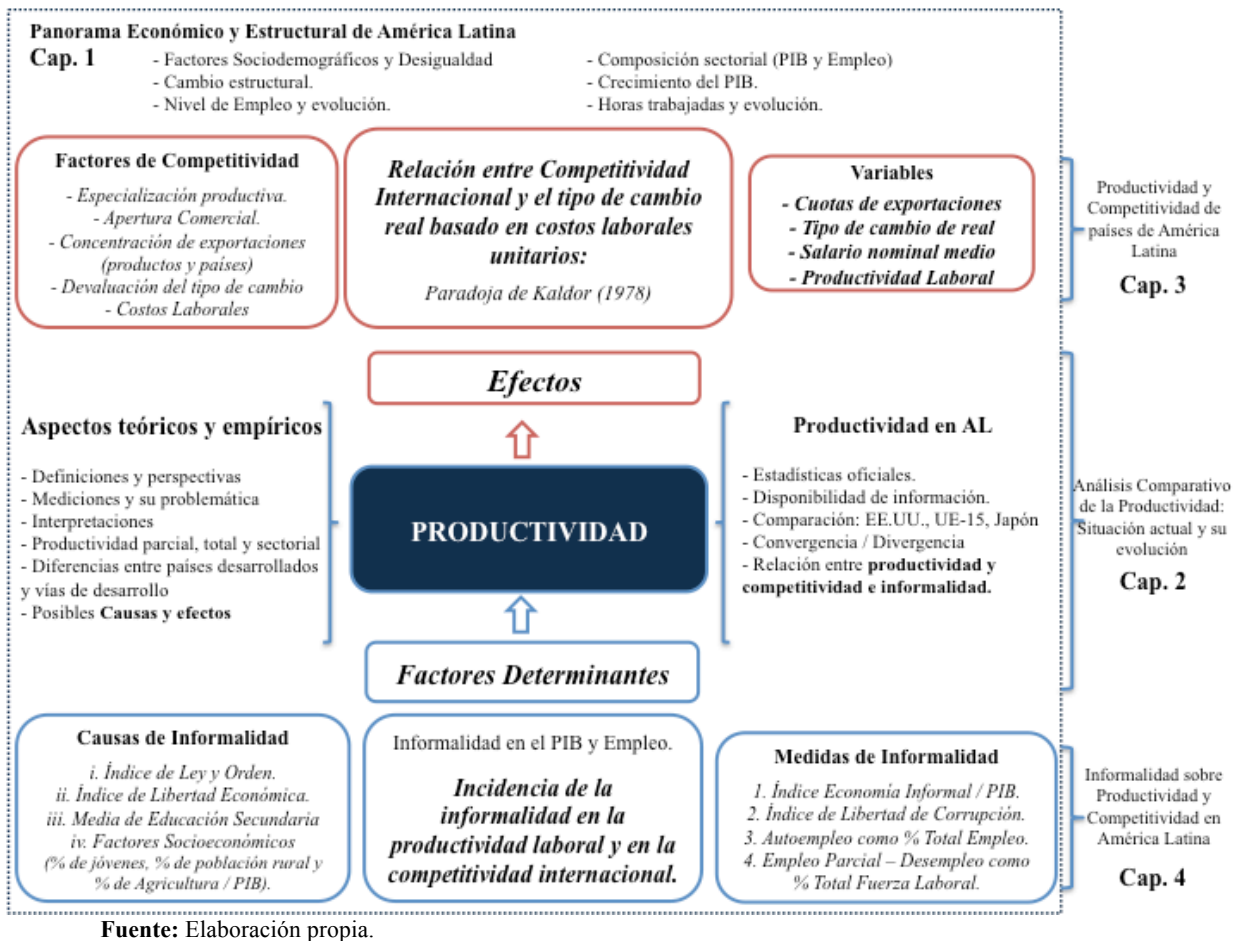 Panorama Económico y Estructural de América Latina
Cap. 1
- Factores Sociodemográficos y Desigualdad
- Cambio estructural.
- Nivel de Empleo y evolución.
- Composición sectorial (PIB y Empleo)
- Crecimiento del PIB.
- Horas trabajadas y evolución.
Factores de Competitividad
- Especialización productiva.
- Apertura Comercial.
- Concentración de exportaciones
(productos y países)
- Devaluación del tipo de cambio
- Costos Laborales
Relación entre Competitividad
Internacional y el tipo de cambio
real basado en costos laborales
unitarios:
Paradoja de Kaldor (1978)
Variables
- Cuotas de exportaciones
- Tipo de cambio de real
- Salario nominal medio
- Productividad Laboral
Productividad y
Competitividad de
países de América
Latina
Cap. 3
Efectos
Aspectos teóricos y empíricos
- Definiciones y perspectivas
- Mediciones y su problemática
- Interpretaciones
- Productividad parcial, total y sectorial
- Diferencias entre países desarrollados
y vías de desarrollo
- Posibles Causas y efectos
PRODUCTIVIDAD
Productividad en AL
- Estadísticas oficiales.
- Disponibilidad de información.
- Comparación: EE.UU., UE-15, Japón
- Convergencia / Divergencia
- Relación entre productividad y
competitividad e informalidad.
Análisis Comparativo
de la Productividad:
Situación actual y su
evolución
Cap. 2
Factores Determinantes
Causas de Informalidad
i. Índice de Ley y Orden.
ii. Índice de Libertad Económica.
iii. Media de Educación Secundaria
iv. Factores Socioeconómicos
(% de jóvenes, % de población rural y
% de Agricultura / PIB).
Informalidad en el PIB y Empleo.
Incidencia de la
informalidad en la
productividad laboral y en la
competitividad internacional.
Medidas de Informalidad
1. Índice Economía Informal / PIB.
2. Índice de Libertad de Corrupción.
3. Autoempleo como % Total Empleo.
4. Empleo Parcial – Desempleo como
% Total Fuerza Laboral.
Informalidad sobre
Productividad y
Competitividad en
América Latina
Cap. 4
Fuente: Elaboración propia.